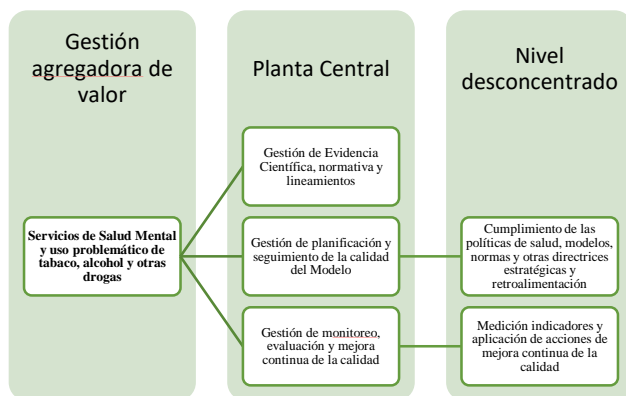 Gestión
agregadora de
valor
Planta Central
Nivel
desconcentrado
Servicios de Salud Mental
y uso problemático de
tabaco, alcohol y otras
drogas
Gestión de Evidencia
Científica, normativa y
lineamientos
Gestión de planificación y
seguimiento de la calidad
del Modelo
Gestión de monitoreo,
evaluación y mejora
continua de la calidad
Cumplimiento de las
políticas de salud, modelos,
normas y otras directrices
estratégicas y
retroalimentación
Medición indicadores y
aplicación de acciones de
mejora continua de la
calidad